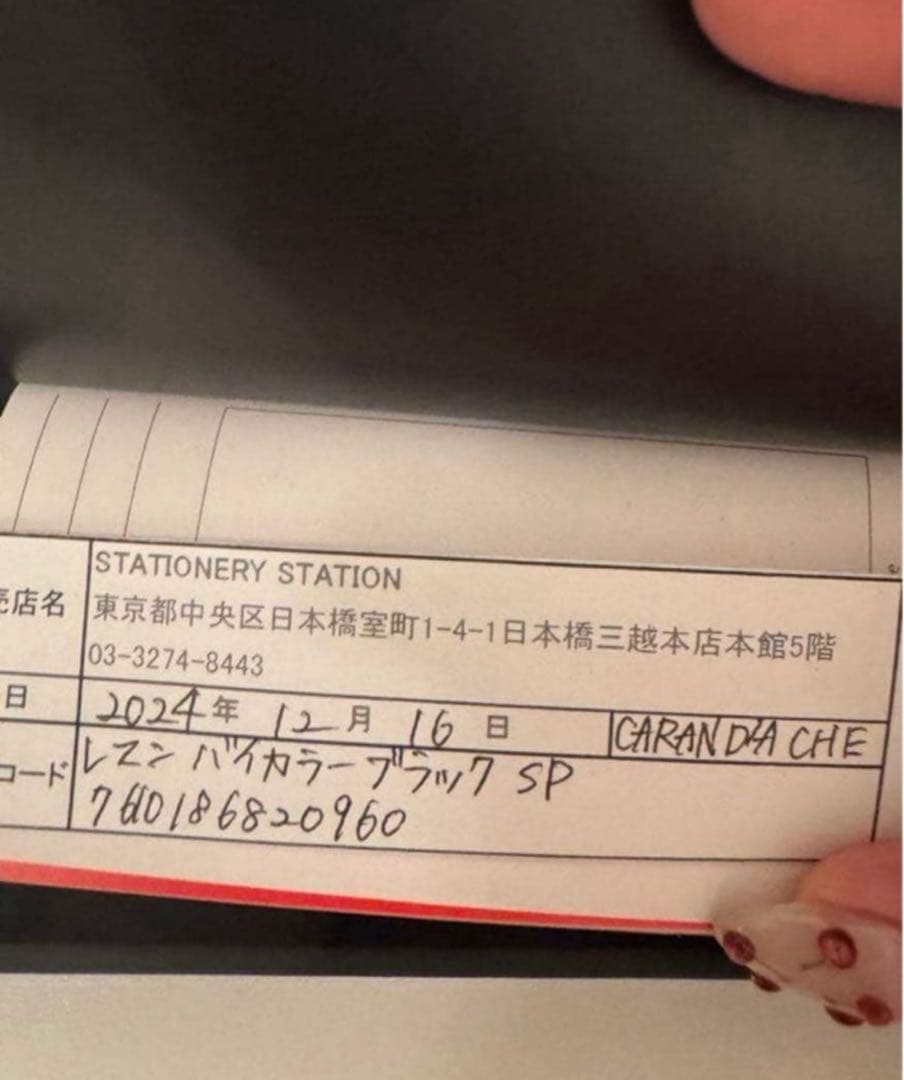 STATIONERY STATION
売店名
東京都中央区日本橋室町1-4-1日本橋三越本店本館5階
03-3274-8443
日
2024年 12月 16日
CARAN D'A CHE
コード
レマン バイカラーブラック SP
7610186820960